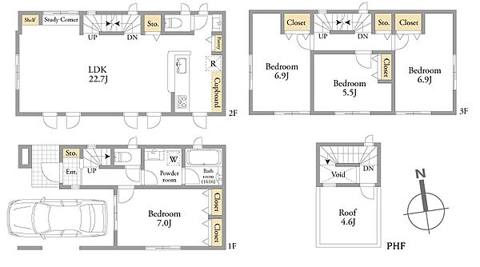 Shelf
Study Corner
UP
DN
Sto.
Pantry
LDK
22.7J
R
Cupboard
2F
Closet
UP
DN
Closet
Bedroom
6.9J
Closet
Bedroom
5.5J
Bedroom
6.9J
3F
Sto.
Ent.
UP
W
Powder
room
Bath
room
(1616)
Bedroom
7.0J
Closet
Closet
1F
Void
DN
Roof
4.6J
PHF
N